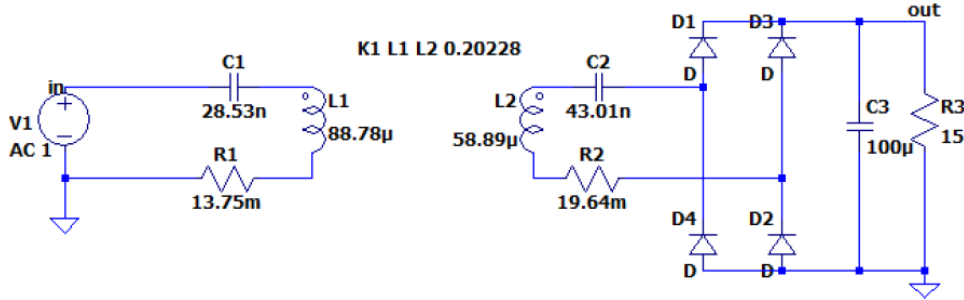 out
D1 D3
K1 L1 L2 0.20228
C1
C2
in
D D
28.53n
L1
L2
43.01n
R3
V1
C3
88.78µ
58.89µ
15
AC 1
R1
R2
100µ
13.75m
19.64m
D4 D2
D D